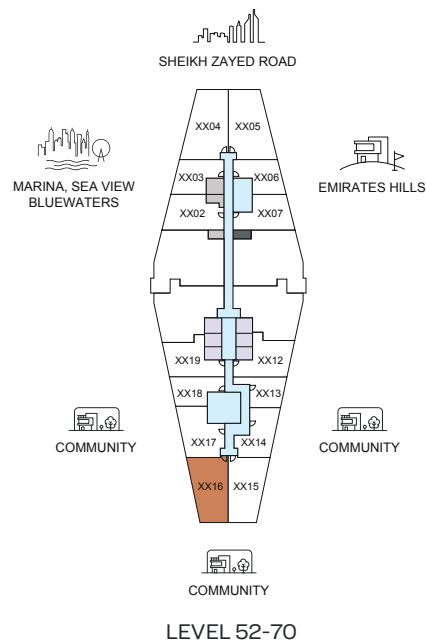 SHEIKH ZAYED ROAD
XX04 XX05
MARINA, SEA VIEW
BLUEWATERS
XX03 XX06
EMIRATES HILLS
XX02 XX07
XX19 XX12
XX18 XX13
COMMUNITY
XX17 XX14
COMMUNITY
XX16 XX15
COMMUNITY
LEVEL 52-70